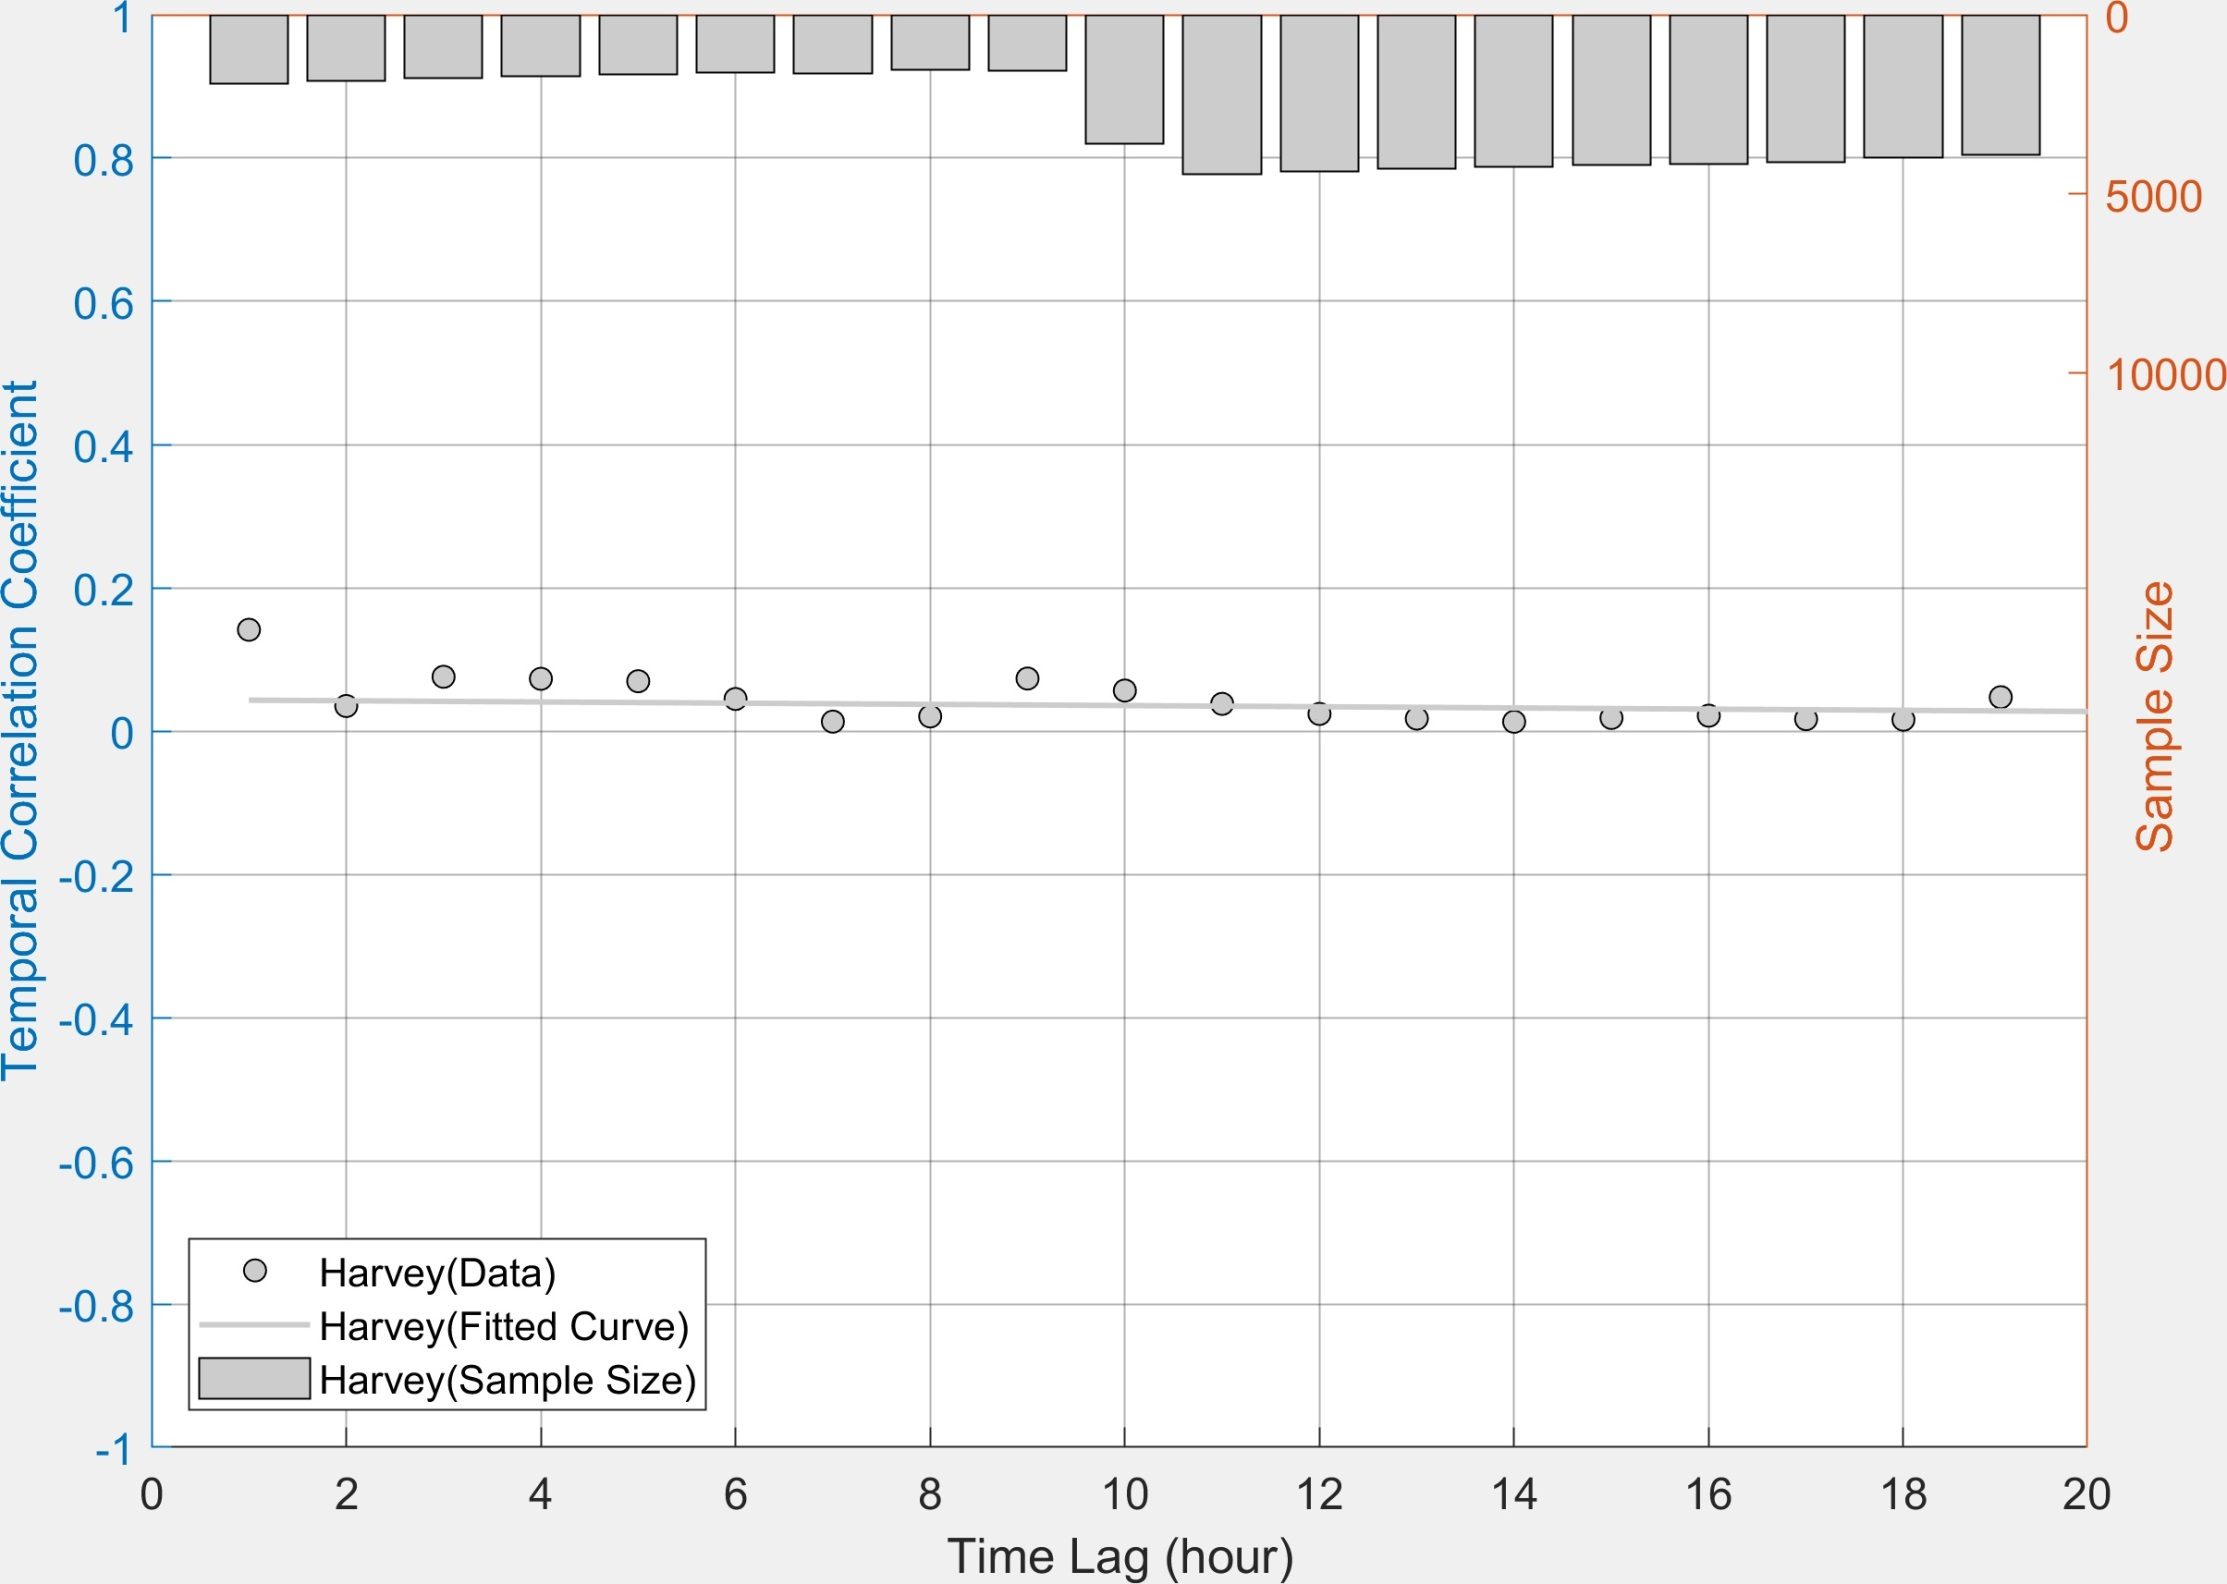 1
0.8
0.6
0.4
0.2
0
-0.2
-0.4
-0.6
-0.8
-1
Temporal Correlation Coefficient
0
5000
10000
Sample Size
Harvey(Data)
Harvey(Fitted Curve)
Harvey(Sample Size)
0 2 4 6 8 10 12 14 16 18 20
Time Lag (hour)